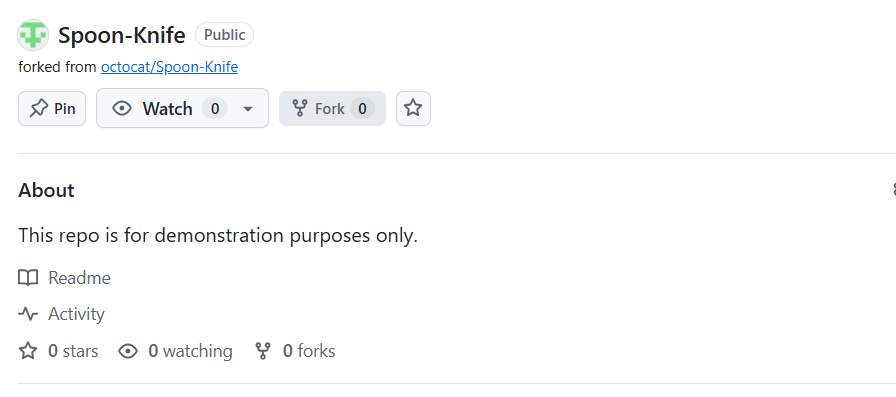 Spoon-Knife Public
forked from octocat/Spoon-Knife
Pin Watch 0 Fork 0
About
This repo is for demonstration purposes only.
Readme
Activity
0 stars 0 watching 0 forks